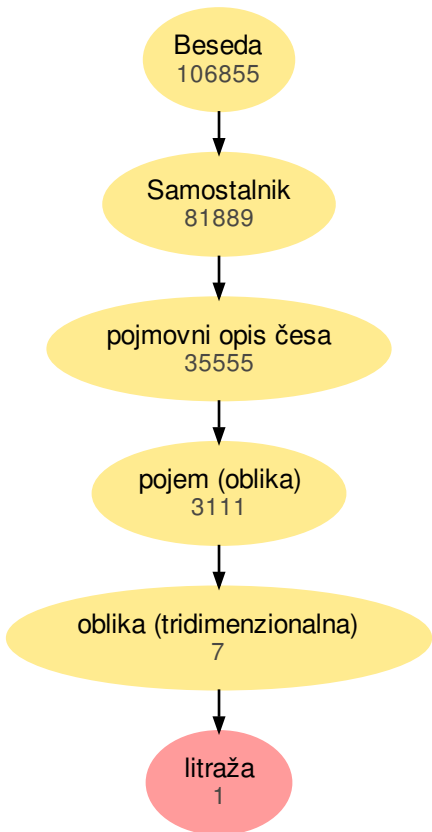 Beseda
106855
Samostalnik
81889
pojmovni opis česa
35555
pojem (oblika)
3111
oblika (tridimenzionalna)
7
litraža
1